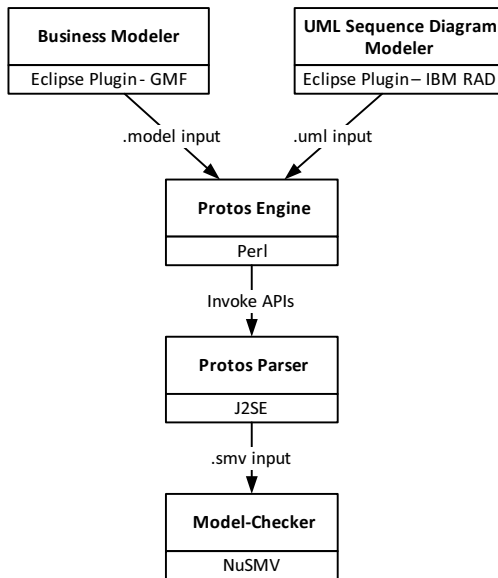 Business Modeler
Eclipse Plugin - GMF
UML Sequence Diagram
Modeler
Eclipse Plugin – IBM RAD
.model input
.uml input
Protos Engine
Perl
Invoke APIs
Protos Parser
J2SE
.smv input
Model-Checker
NuSMV